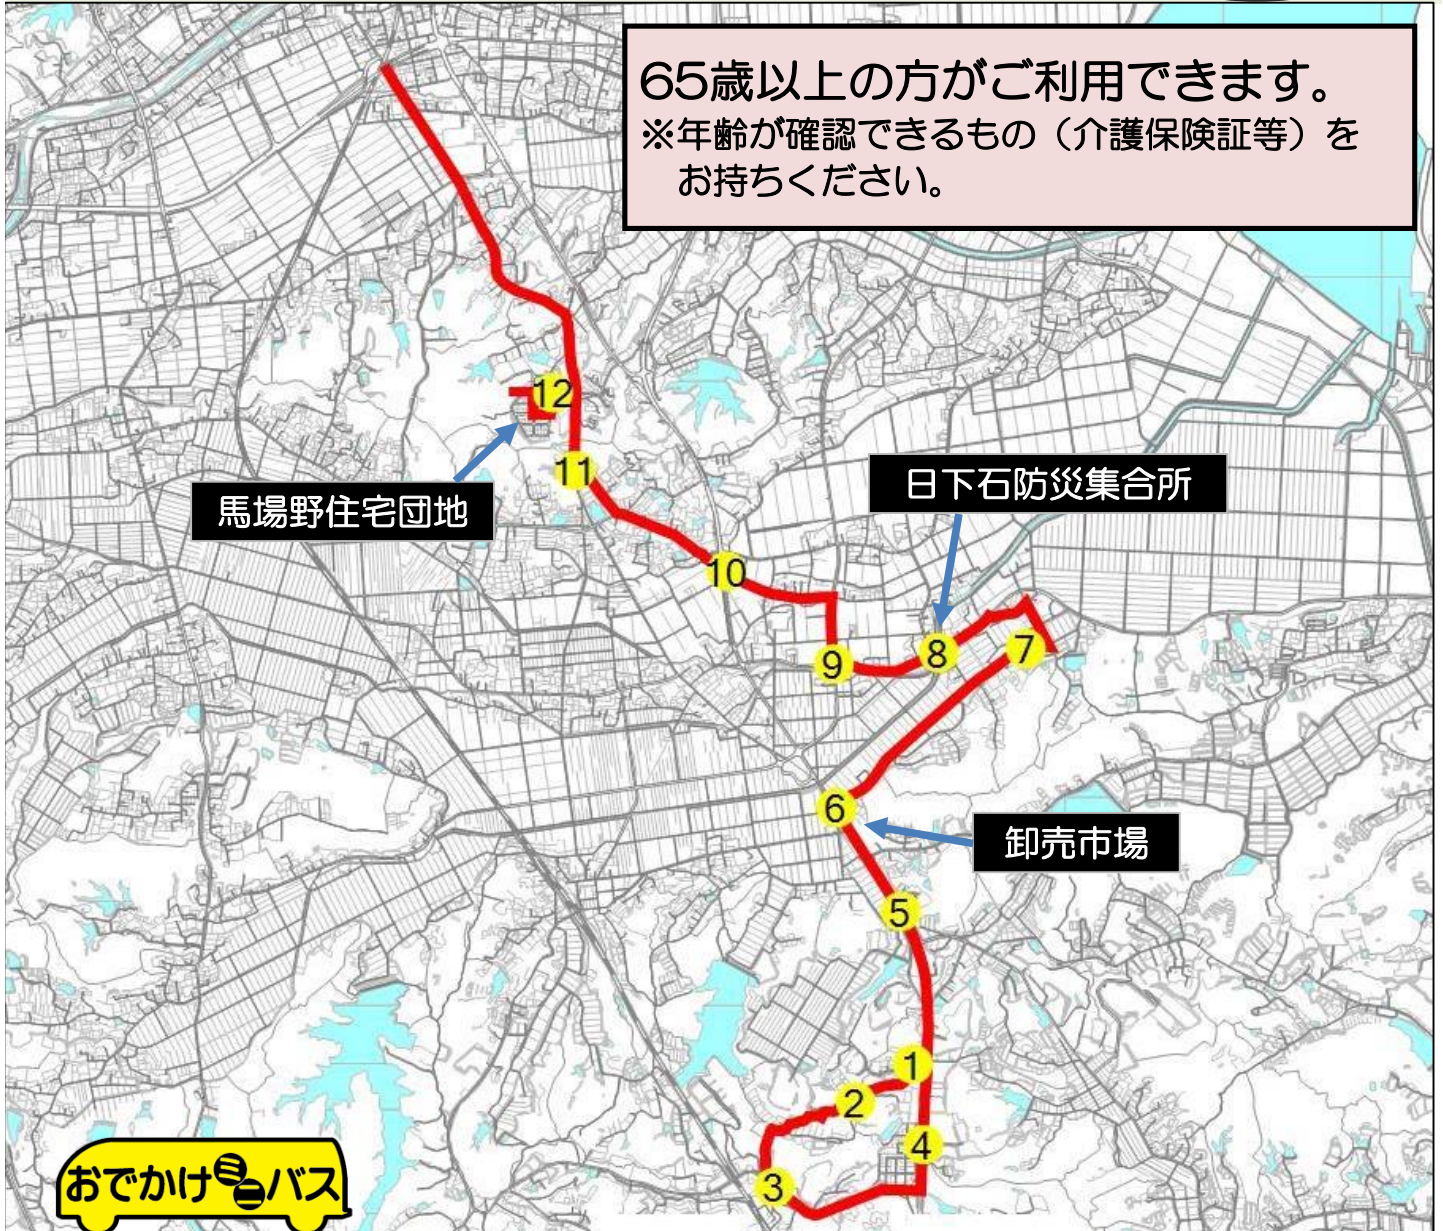 65歳以上の方がご利用できます。
※年齢が確認できるもの（介護保険証等）を
お持ちください。
12
11
馬場野住宅団地
日下石防災集合所
10
9
8
7
6
卸売市場
5
1
2
4
3
おでかけミニバス